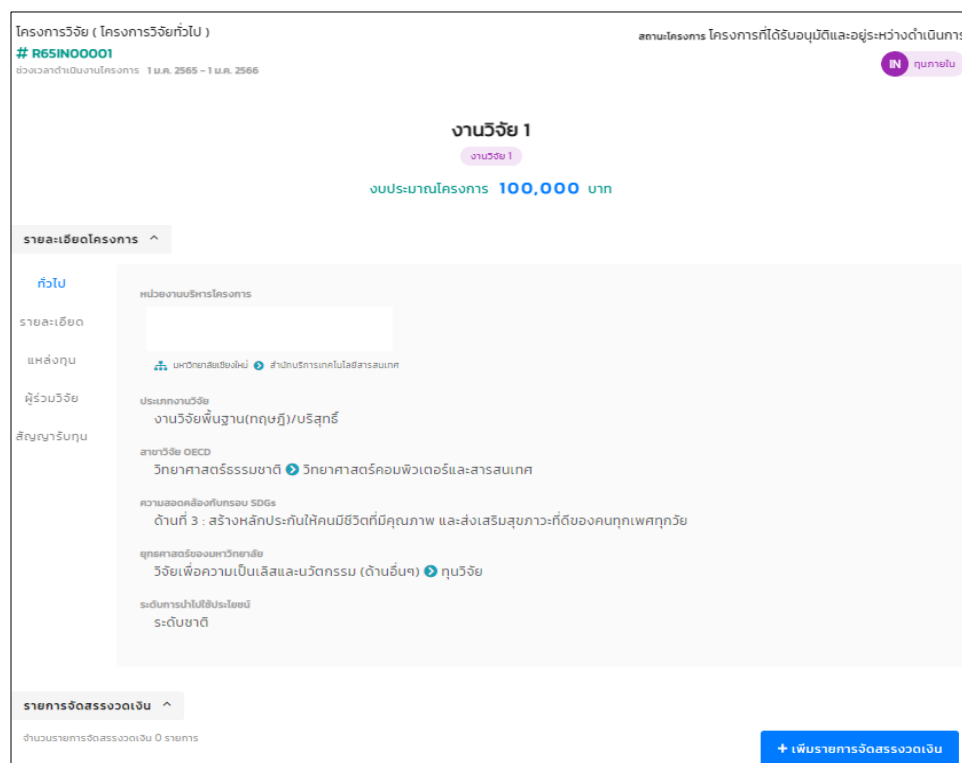 โครงการวิจัย ( โครงการวิจัยทั่วไป )
สถานะโครงการ โครงการที่ได้รับอนุมัติและอยู่ระหว่างดำเนินการ
# R65IN00001
ช่วงเวลาดำเนินงานโครงการ 1 ม.ค. 2565 - 1 ม.ค. 2566
IN ทุนภายใน
งานวิจัย 1
งานวิจัย 1
งบประมาณโครงการ 100,000 บาท
รายละเอียดโครงการ ^
ทั่วไป
รายละเอียด
แหล่งทุน
ผู้ร่วมวิจัย
สัญญารับทุน
หน่วยงานบริหารโครงการ
มหาวิทยาลัยเชียงใหม่ สำนักบริการเทคโนโลยีสารสนเทศ
ประเภทงานวิจัย
งานวิจัยพื้นฐาน(ทฤษฎี)/บริสุทธิ์
สาขาวิจัย OECD
วิทยาศาสตร์ธรรมชาติ วิทยาศาสตร์คอมพิวเตอร์และสารสนเทศ
ความสอดคล้องกับกรอบ SDGs
ด้านที่ 3 : สร้างหลักประกันให้คนมีชีวิตที่มีคุณภาพ และส่งเสริมสุขภาวะที่ดีของคนทุกเพศทุกวัย
ยุทธศาสตร์ของมหาวิทยาลัย
วิจัยเพื่อความเป็นเลิศและนวัตกรรม (ด้านอื่นๆ) ทุนวิจัย
ระดับการนำไปใช้ประโยชน์
ระดับชาติ
รายการจัดสรรงวดเงิน ^
จำนวนรายการจัดสรรงวดเงิน 0 รายการ
+ เพิ่มรายการจัดสรรงวดเงิน